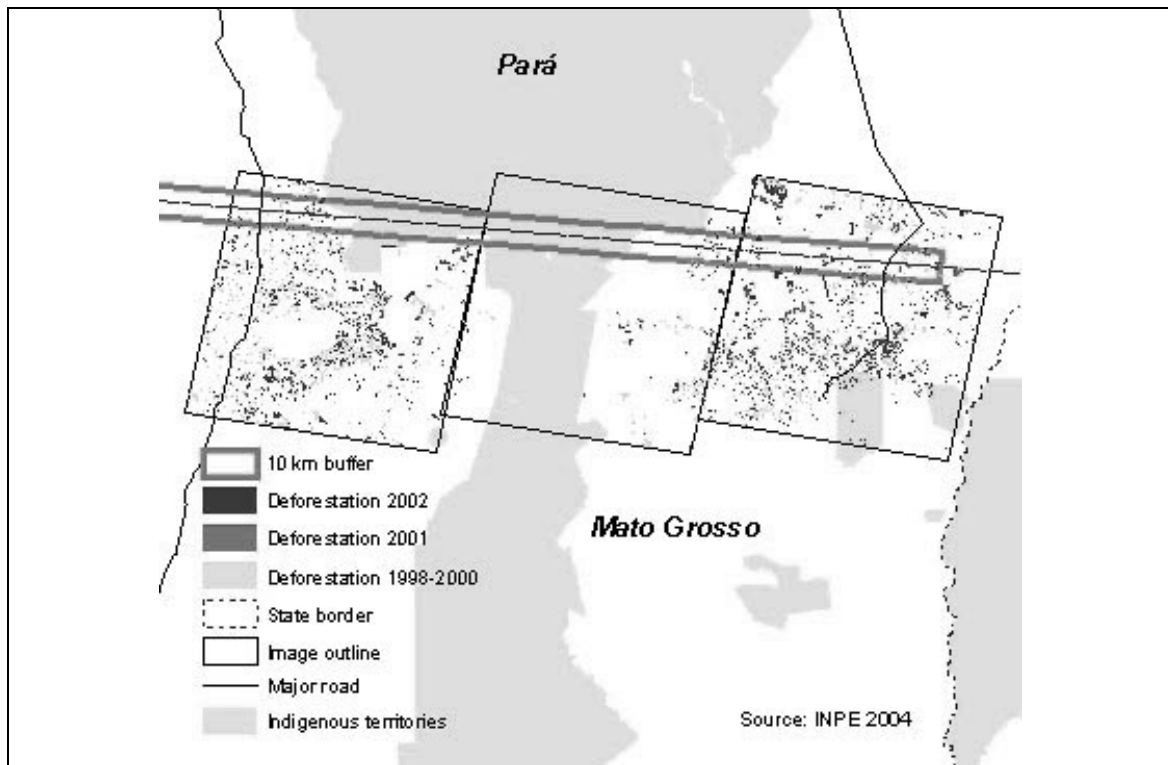 Pará
10 km buffer
Deforestation 2002
Deforestation 2001
Mato Grosso
Deforestation 1998-2000
State border
Image outline
Major road
Indigenous territories
Source: INPE 2004